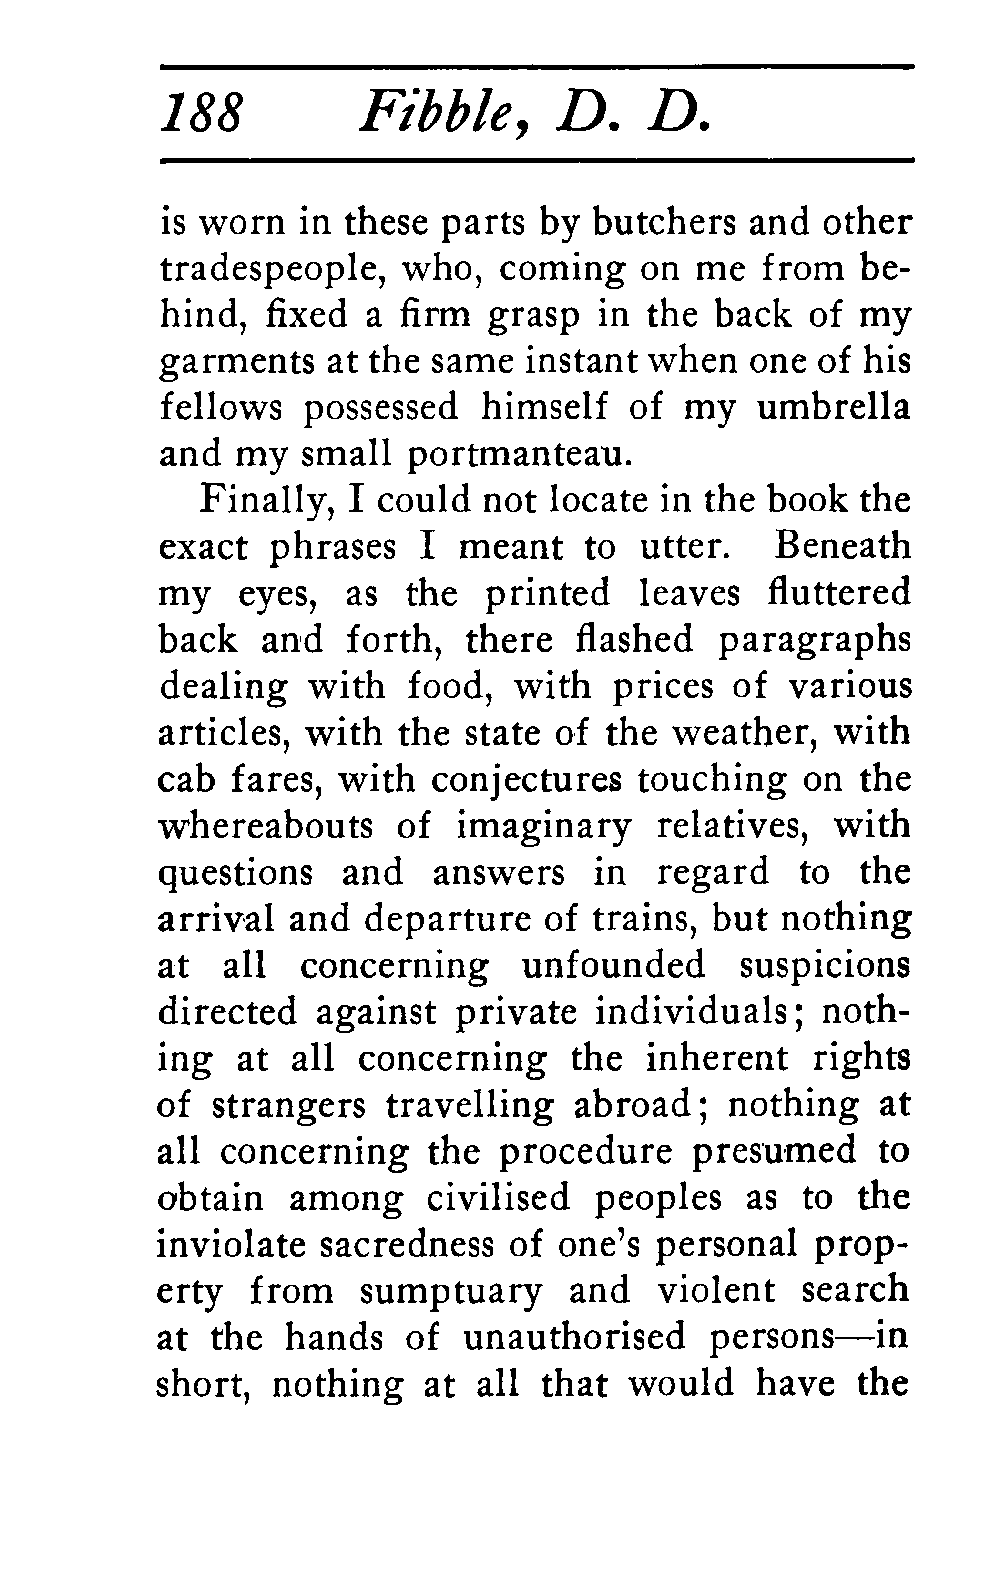 188 Fibble, D. D.
is worn in these parts by butchers and other
tradespeople, who, coming on me from be-
hind, fixed a firm grasp in the back of my
garments at the same instant when one of his
fellows possessed himself of my umbrella
and my small portmanteau.
Finally, I could not locate in the book the
exact phrases I meant to utter. Beneath
my eyes, as the printed leaves fluttered
back and forth, there flashed paragraphs
dealing with food, with prices of various
articles, with the state of the weather, with
cab fares, with conjectures touching on the
whereabouts of imaginary relatives, with
questions and answers in regard to the
arrival and departure of trains, but nothing
at all concerning unfounded suspicions
directed against private individuals; noth-
ing at all concerning the inherent rights
of strangers travelling abroad; nothing at
all concerning the procedure presumed to
obtain among civilised peoples as to the
inviolate sacredness of one's personal prop-
erty from sumptuary and violent search
at the hands of unauthorised persons—in
short, nothing at all that would have the